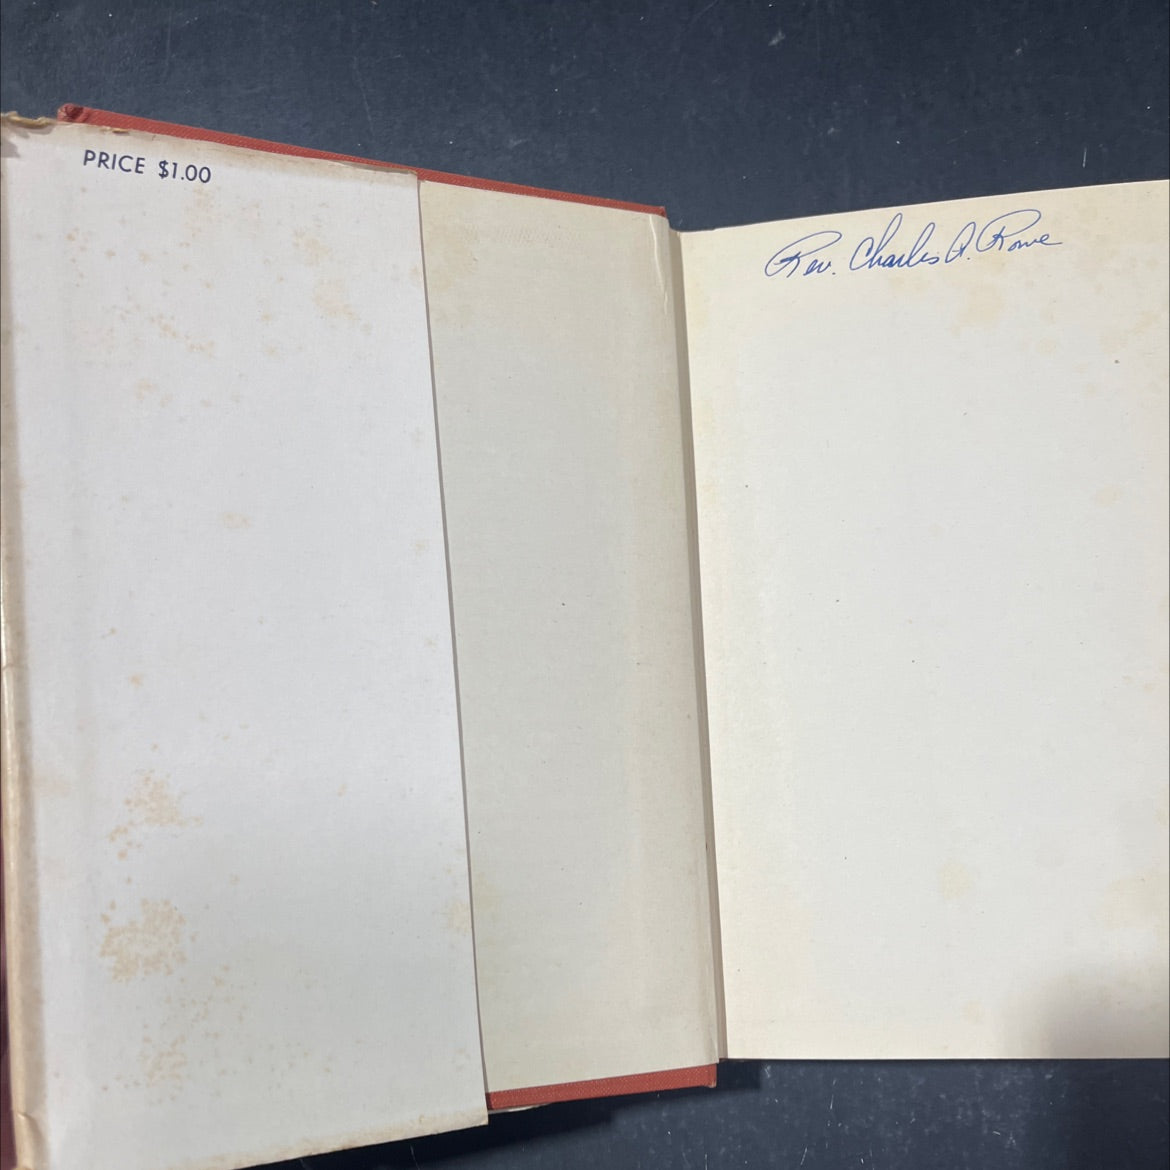 PRICE $1.00
Rev. Charles A. Rowe